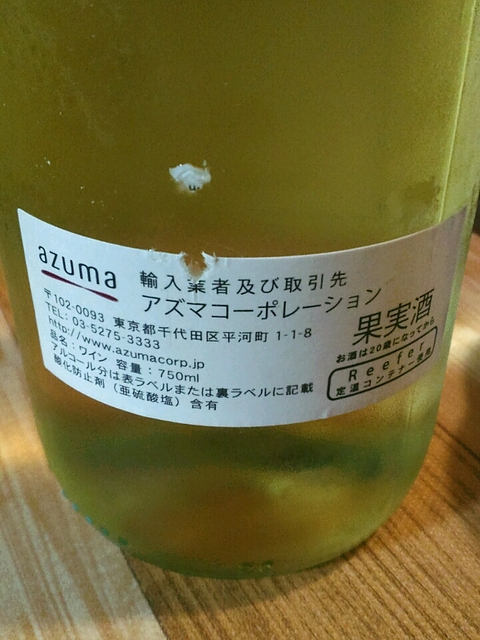 azuma
輸入業者及び取引先
アズマコーポレーション
〒102-0093 東京都千代田区平河町 1-1-8
TEL: 03-5275-3333
http://www.azumacorp.jp
品名：ワイン 容量：750ml
アルコール分は表ラベルまたは裏ラベルに記載
酸化防止剤（亜硫酸塩）含有
果実酒
お酒は20歳になってから
Reefer
定温コンテナー使用